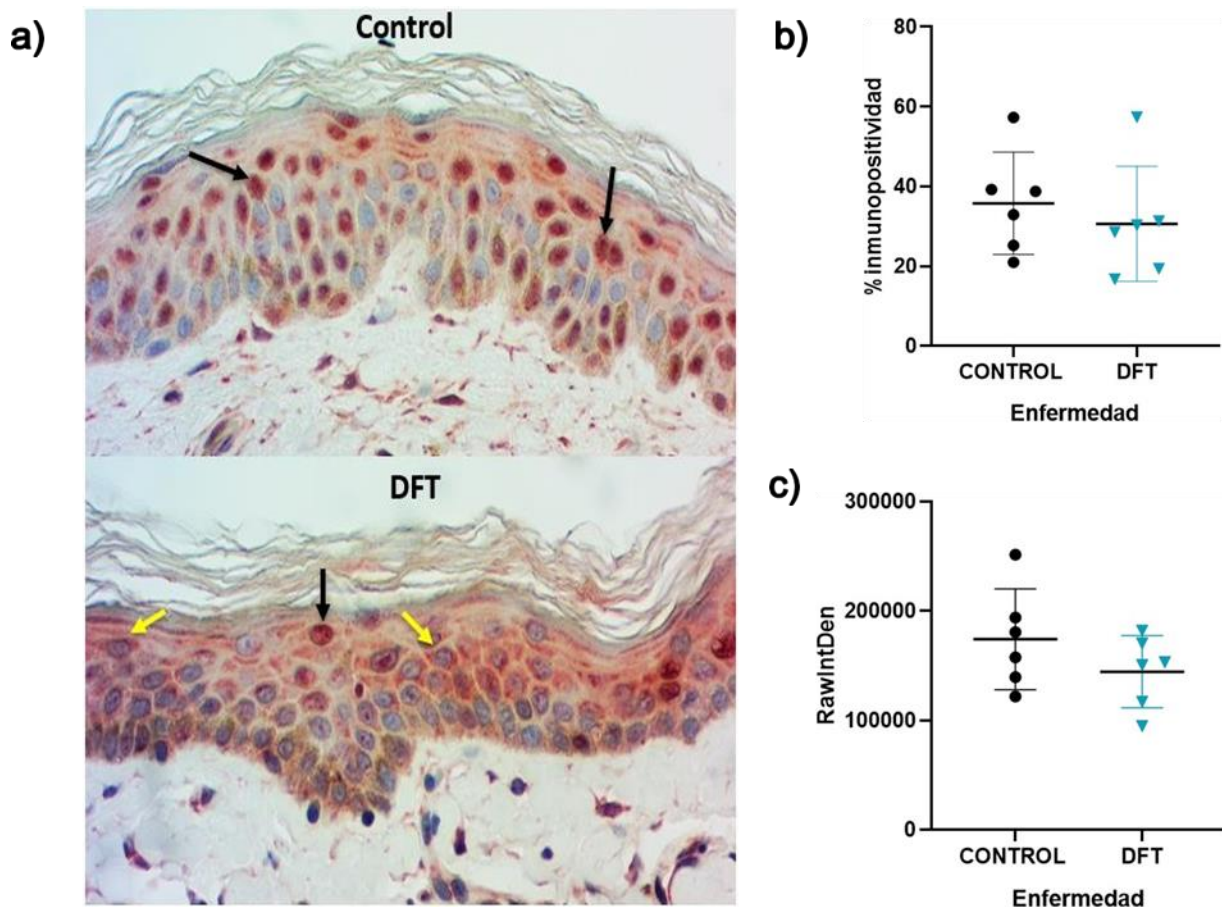 a)
Control
DFT
b)
80
60
40
20
0
% inmunopositividad
CONTROL DFT
Enfermedad
c)
300000
200000
100000
0
RawIntDen
CONTROL DFT
Enfermedad